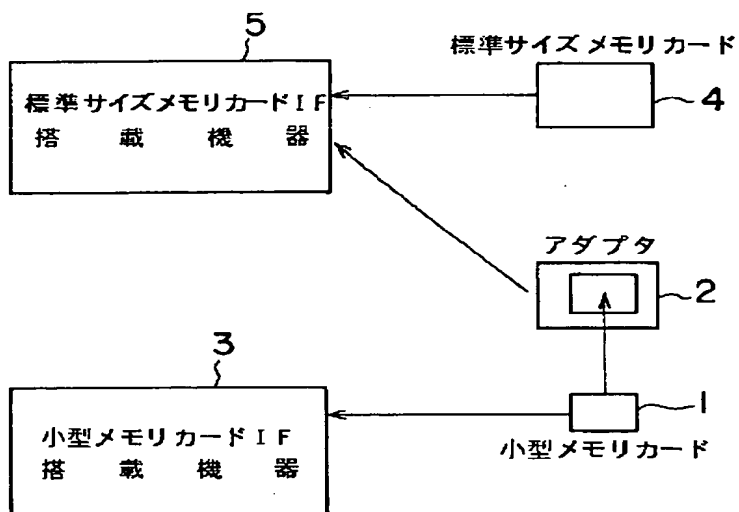 5
標準サイズメモリカード
標準サイズメモリカードIF
搭載機器
4
アダプタ
2
3
小型メモリカードIF
搭載機器
1
小型メモリカード